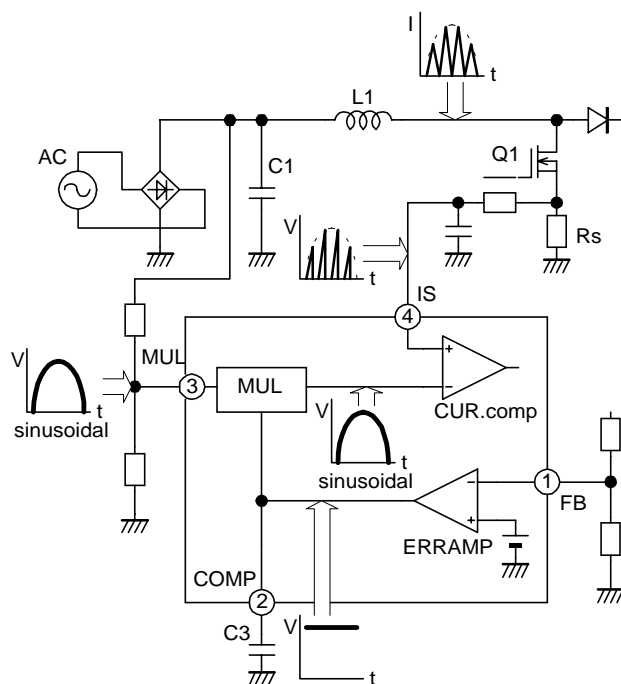 I
t
L1
AC
C1
Q1
V
t
Rs
IS
4
MUL
V
t
sinusoidal
3
MUL
+
−
CUR.comp
V
t
sinusoidal
1
FB
−
+
ERRAMP
COMP
2
C3
V
t